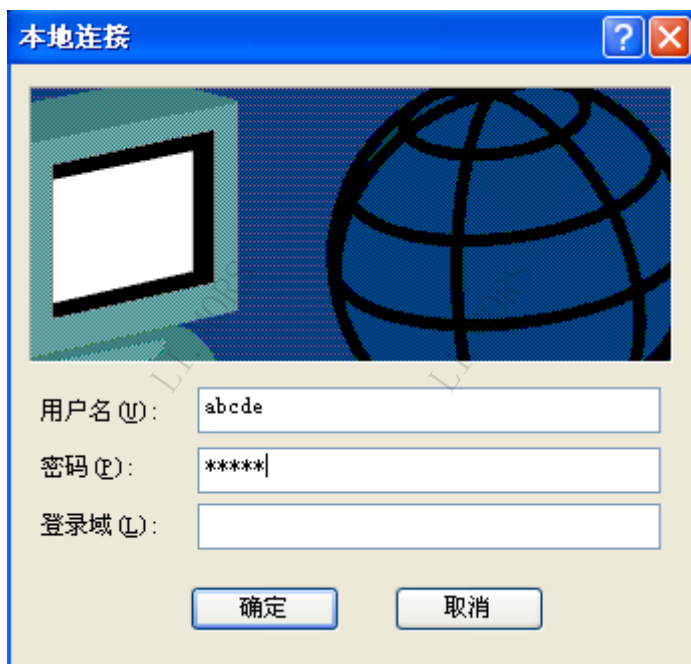 本地连接
用户名(U): abcde
密码(P): *****
登录域(L):
确定 取消